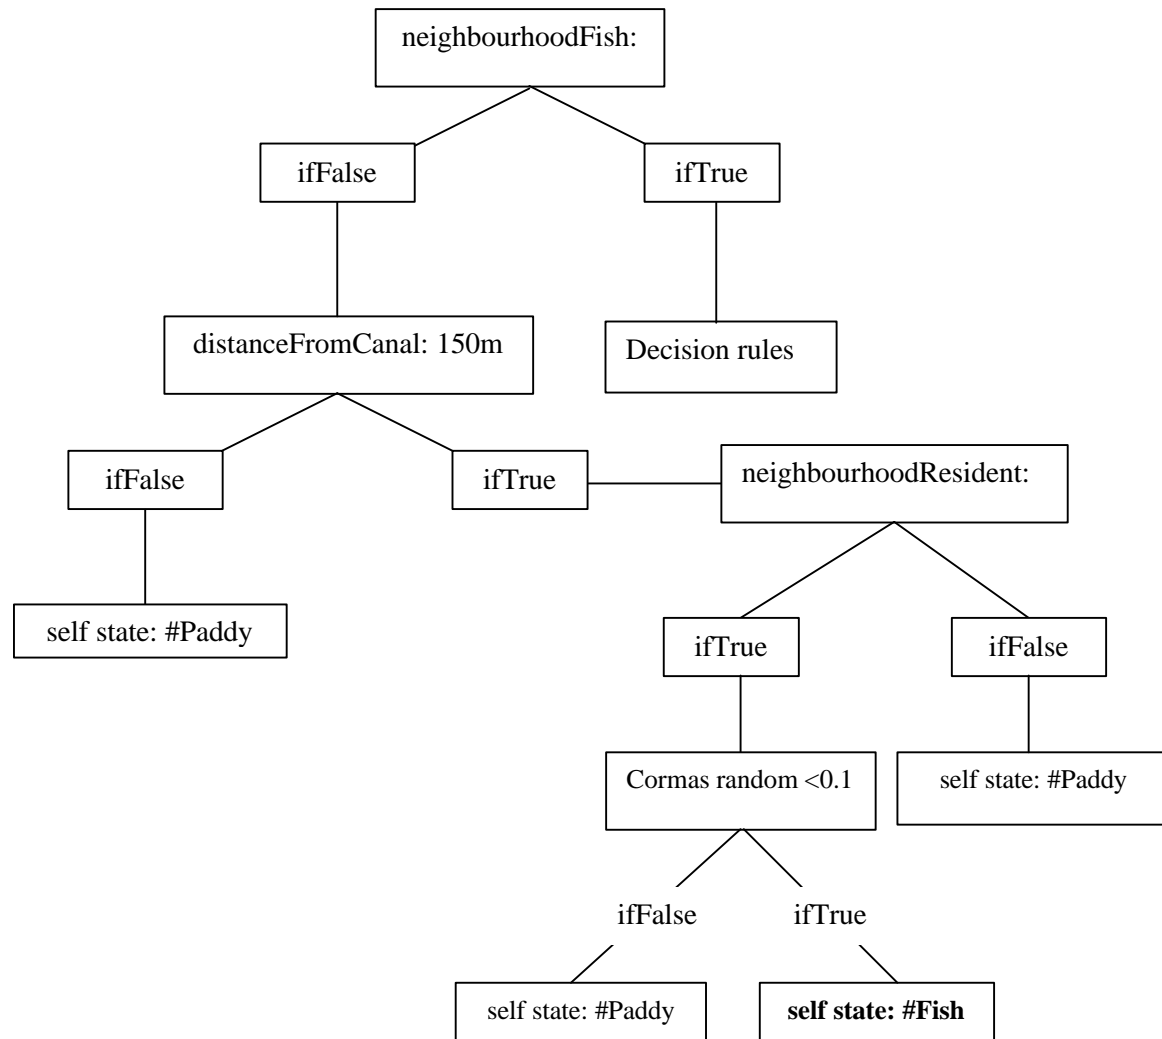 neighbourhoodFish:
ifFalse
ifTrue
distanceFromCanal: 150m
Decision rules
ifFalse
ifTrue
neighbourhoodResident:
self state: #Paddy
ifTrue
ifFalse
Cormas random <0.1
self state: #Paddy
ifFalse
ifTrue
self state: #Paddy
self state: #Fish